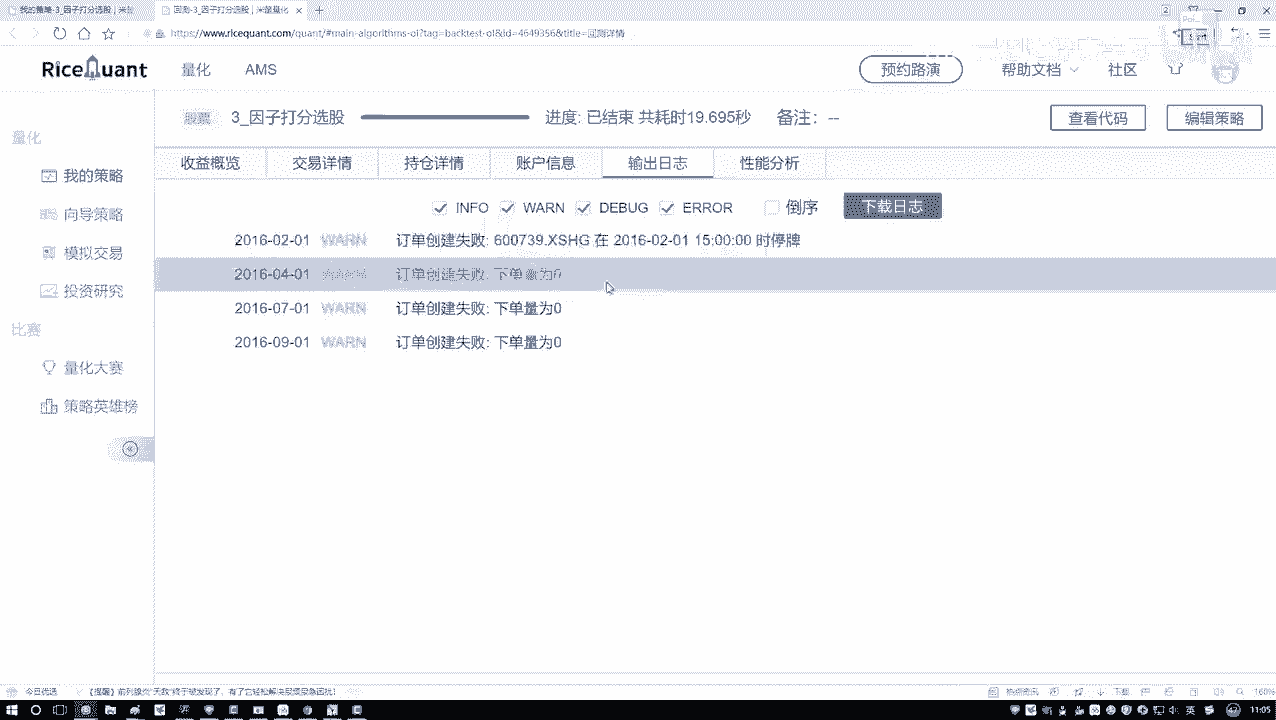 我的策略-3_因子打分选股 | 米筐
回测-3_因子打分选股 | 米筐量化
https://www.ricequant.com/quant/#main-algorithms-ol?tag=backtest-ol&id=4649356&title=回测详情
RiceQuant 量化 AMS 预约路演 帮助文档 社区
股票 3_因子打分选股 进度: 已结束 共耗时19.695秒 备注: -- 查看代码 编辑策略
量化
我的策略
向导策略
模拟交易
投资研究
比赛
量化大赛
策略英雄榜
收益概览 交易详情 持仓详情 账户信息 输出日志 性能分析
INFO WARN DEBUG ERROR 倒序 下载日志
2016-02-01 WARN 订单创建失败: 600739.XSHG 在 2016-02-01 15:00:00 时停牌
2016-04-01 WARN 订单创建失败: 下单量为0
2016-07-01 WARN 订单创建失败: 下单量为0
2016-09-01 WARN 订单创建失败: 下单量为0
今日优选
下载
100%
英
11:05